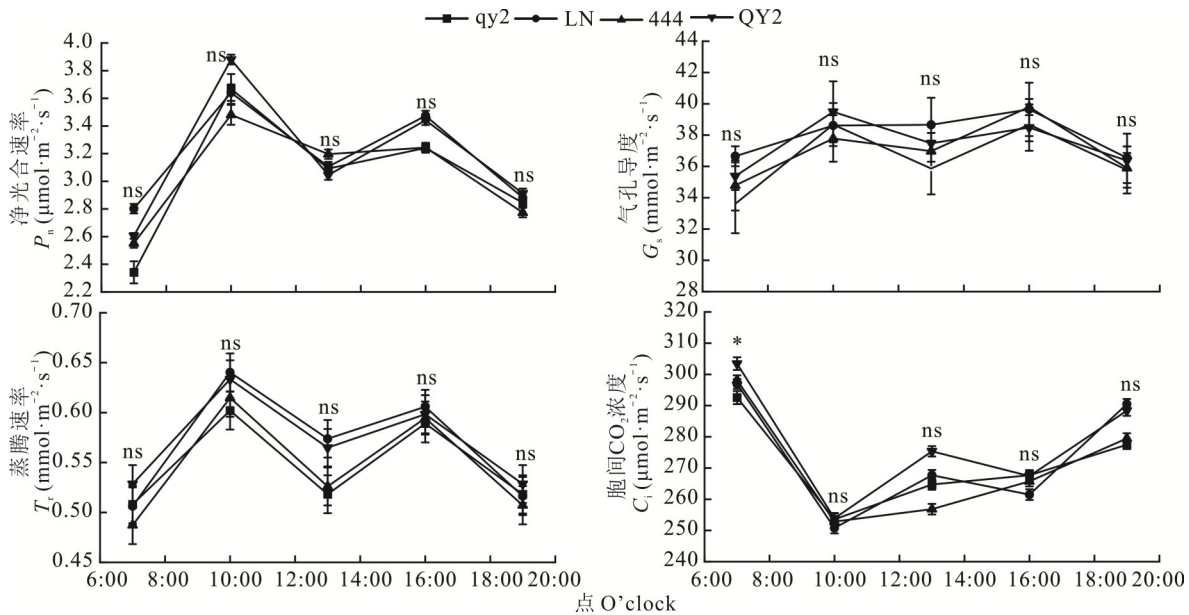 qy2 LN 444 QY2
净光合速率
Pn (μmol·m⁻²·s⁻¹)
4.0
3.8
3.6
3.4
3.2
3.0
2.8
2.6
2.4
2.2
ns
ns
ns
ns
ns
气孔导度
Gs (mmol·m⁻²·s⁻¹)
44
42
40
38
36
34
32
30
28
ns
ns
ns
ns
ns
蒸腾速率
Tr (mmol·m⁻²·s⁻¹)
0.70
0.65
0.60
0.55
0.50
0.45
ns
ns
ns
ns
ns
6:00 10:00 12:00 14:00 16:00 18:00 20:00
胞间CO₂浓度
Ci (μmol·m⁻²·s⁻¹)
320
310
300
290
280
270
260
250
240
*
ns
ns
ns
ns
6:00 8:00 10:00 12:00 14:00 16:00 18:00 20:00
点 O'clock